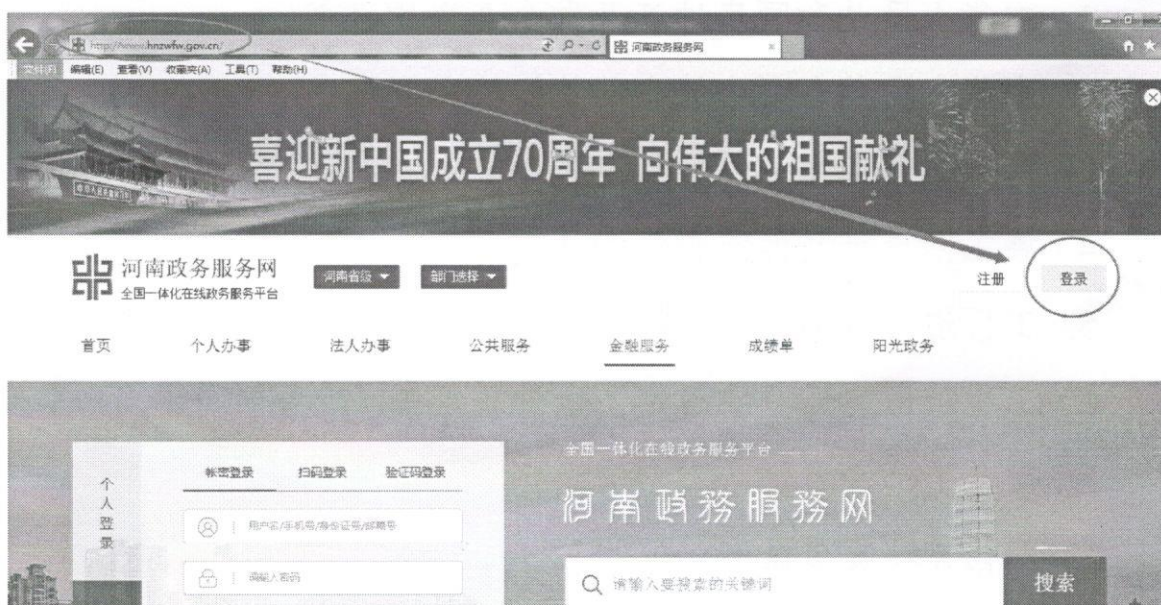 http://www.hnzwfw.gov.cn/
河南政务服务网
文件(F) 编辑(E) 查看(V) 收藏夹(A) 工具(T) 帮助(H)
喜迎新中国成立70周年 向伟大的祖国献礼
河南政务服务网
全国一体化在线政务服务平台
河南省级
部门选择
注册
登录
首页 个人办事 法人办事 公共服务 金融服务 成绩单 阳光政务
个人登录
帐密登录 扫码登录 验证码登录
用户名/手机号/身份证号/邮箱号
请输入密码
全国一体化在线政务服务平台
河南政務服務网
请输入要搜索的关键词
搜索